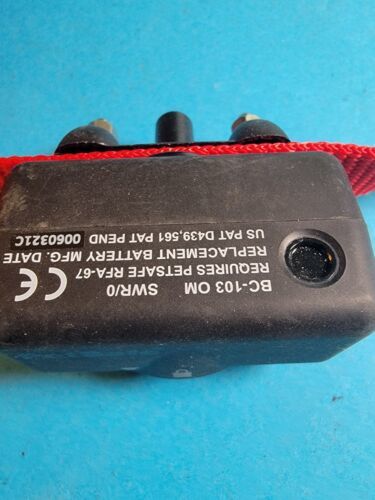 BC-103 OM SWR/0
REQUIRES PETSAFE RFA-67
REPLACEMENT BATTERY MFG. DATE
US PAT D439,561 PAT PEND 0060321C
CE